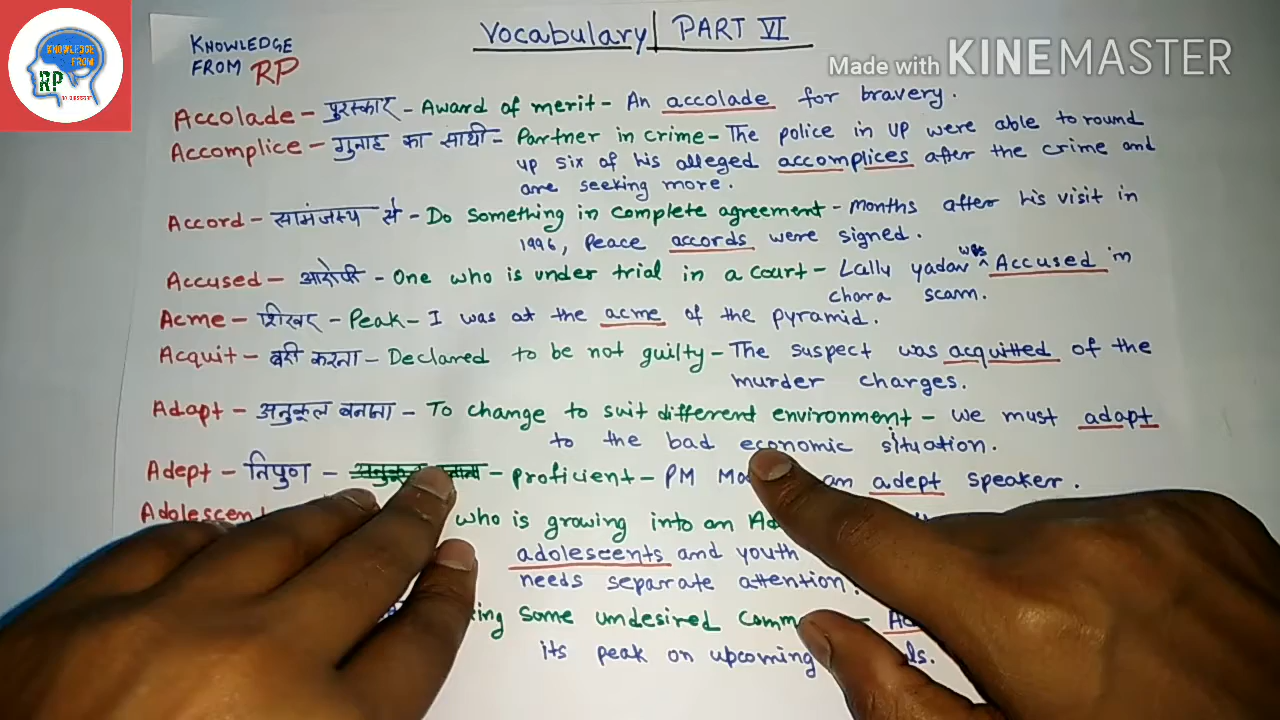 KNOWLEDGE FROM
RP
KNOWLEDGE
FROM RP
Vocabulary PART VI
Made with KINEMASTER
Accolade - पुरस्कार - Award of merit - An accolade for bravery.
Accomplice - गुनाह का साथी - Partner in crime - The police in UP were able to round
up six of his alleged accomplices after the crime and
are seeking more.
Accord - सामंजस्य से - Do something in complete agreement - Months after his visit in
1996, Peace accords were signed.
Accused - आरोपी - One who is under trial in a court - Lally yadav was Accused in
chara scam.
Acme - शिखर - Peak - I was at the acme of the pyramid.
Acquit - बरी करना - Declared to be not guilty - The suspect was acquitted of the
murder charges.
Adapt - अनुकूल बनाना - To change to suit different environment - we must adapt
to the bad economic situation.
Adept - निपुण - proficient - PM an adept speaker.
Adolescent who is growing into an
adolescents and youth
needs separate attention.
some undesired
its peak on upcoming